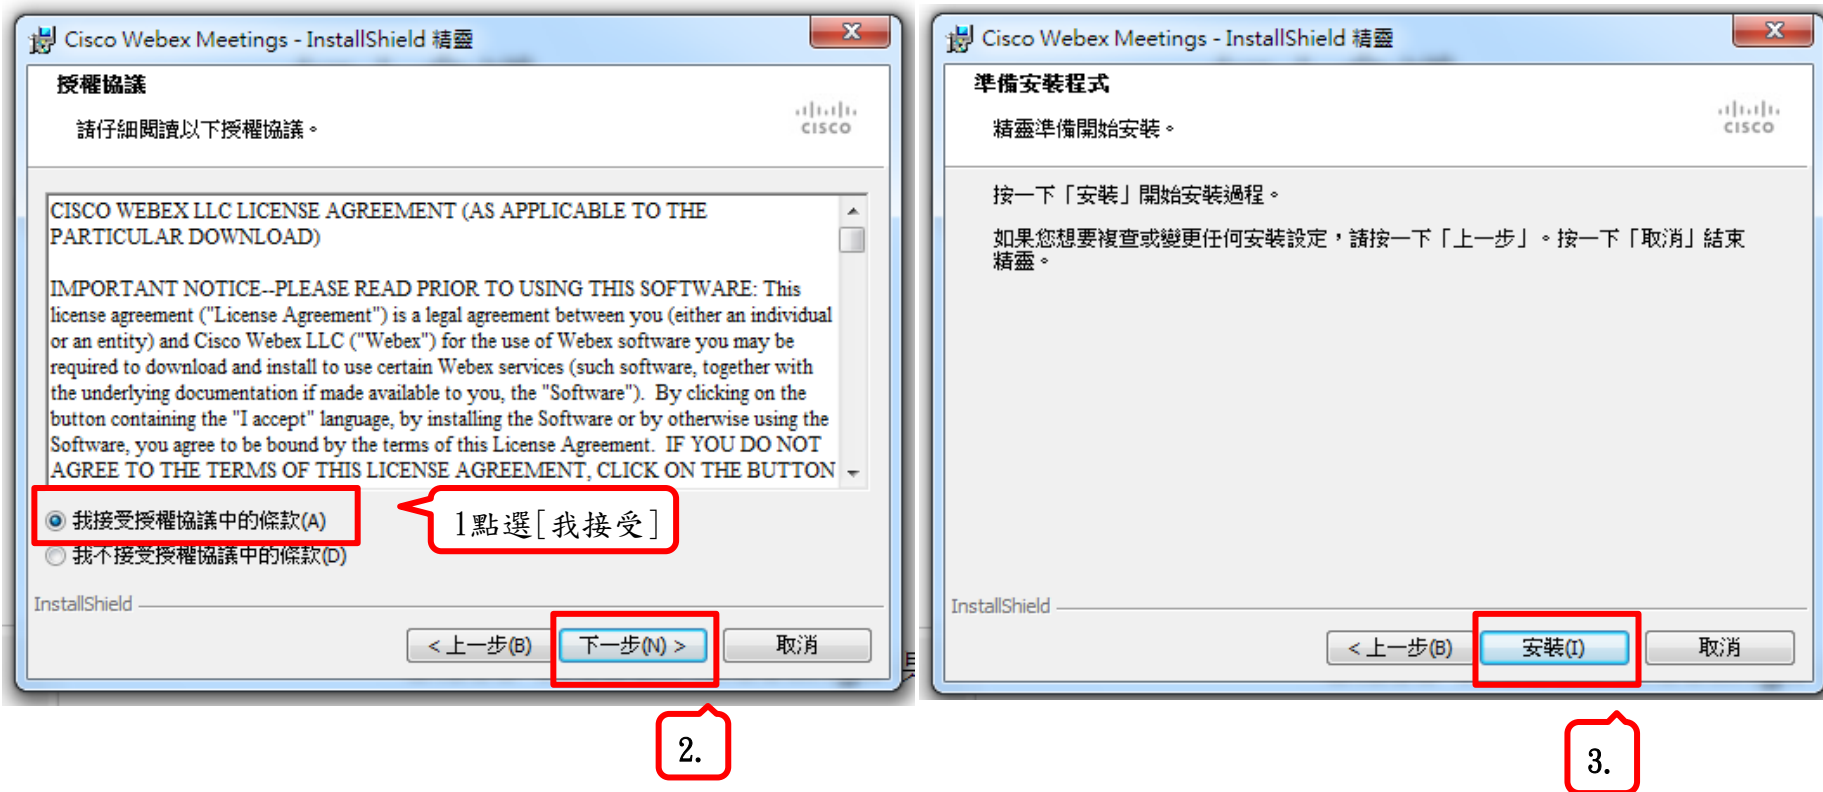 Cisco Webex Meetings - InstallShield 精靈
授權協議
請仔細閱讀以下授權協議。
CISCO
CISCO WEBEX LLC LICENSE AGREEMENT (AS APPLICABLE TO THE
PARTICULAR DOWNLOAD)
IMPORTANT NOTICE--PLEASE READ PRIOR TO USING THIS SOFTWARE: This
license agreement ("License Agreement") is a legal agreement between you (either an individual
or an entity) and Cisco Webex LLC ("Webex") for the use of Webex software you may be
required to download and install to use certain Webex services (such software, together with
the underlying documentation if made available to you, the "Software"). By clicking on the
button containing the "I accept" language, by installing the Software or by otherwise using the
Software, you agree to be bound by the terms of this License Agreement. IF YOU DO NOT
AGREE TO THE TERMS OF THIS LICENSE AGREEMENT, CLICK ON THE BUTTON
我接受授權協議中的條款(A)
1點選[我接受]
我不接受授權協議中的條款(D)
InstallShield
< 上一步(B)
下一步(N) >
取消
2.
Cisco Webex Meetings - InstallShield 精靈
準備安裝程式
精靈準備開始安裝。
CISCO
按一下「安裝」開始安裝過程。
如果您想要複查或變更任何安裝設定，請按一下「上一步」。按一下「取消」結束
精靈。
InstallShield
< 上一步(B)
安裝(I)
取消
3.